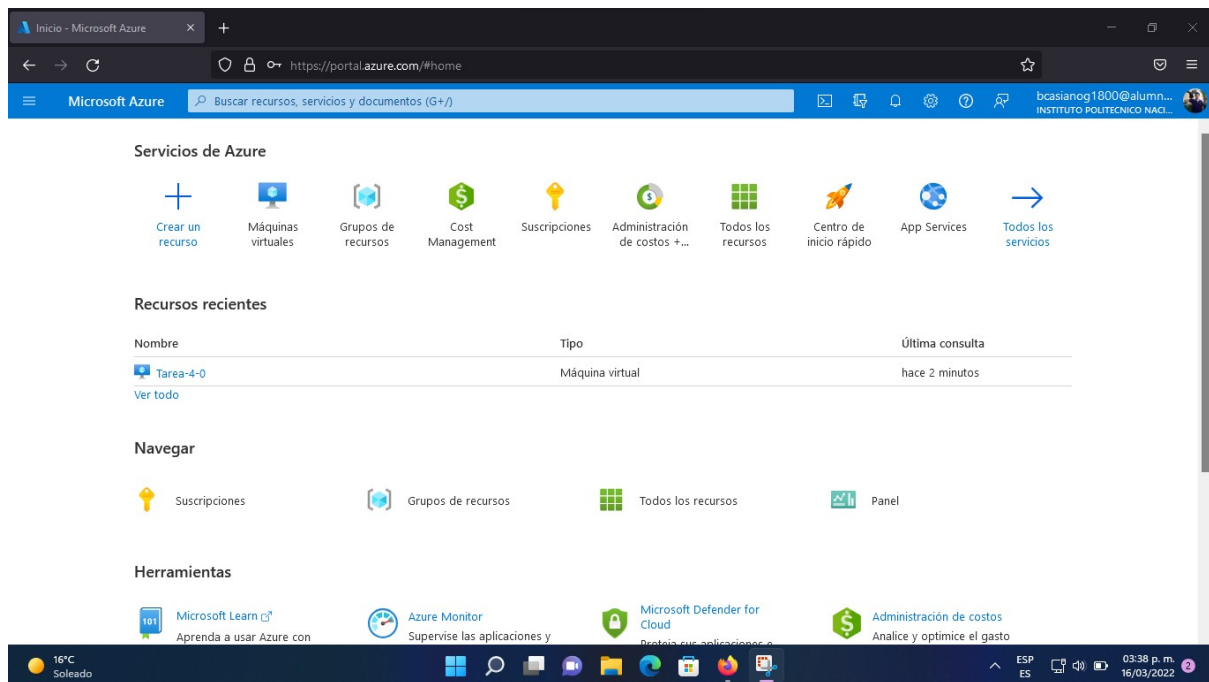 Inicio - Microsoft Azure
https://portal.azure.com/#home
Microsoft Azure
Buscar recursos, servicios y documentos (G+/)
bcasianog1800@alumn...
INSTITUTO POLITECNICO NACI...
Servicios de Azure
Crear un
recurso
Máquinas
virtuales
Grupos de
recursos
Cost
Management
Suscripciones
Administración
de costos +...
Todos los
recursos
Centro de
inicio rápido
App Services
Todos los
servicios
Recursos recientes
Nombre Tipo Última consulta
Tarea-4-0 Máquina virtual hace 2 minutos
Ver todo
Navegar
Suscripciones Grupos de recursos Todos los recursos Panel
Herramientas
101
Microsoft Learn
Aprenda a usar Azure con
Azure Monitor
Supervise las aplicaciones y
Microsoft Defender for
Cloud
Proteja sus aplicaciones e
Administración de costos
Analice y optimice el gasto
16°C
Soleado
ESP
ES
03:38 p. m.
16/03/2022
2